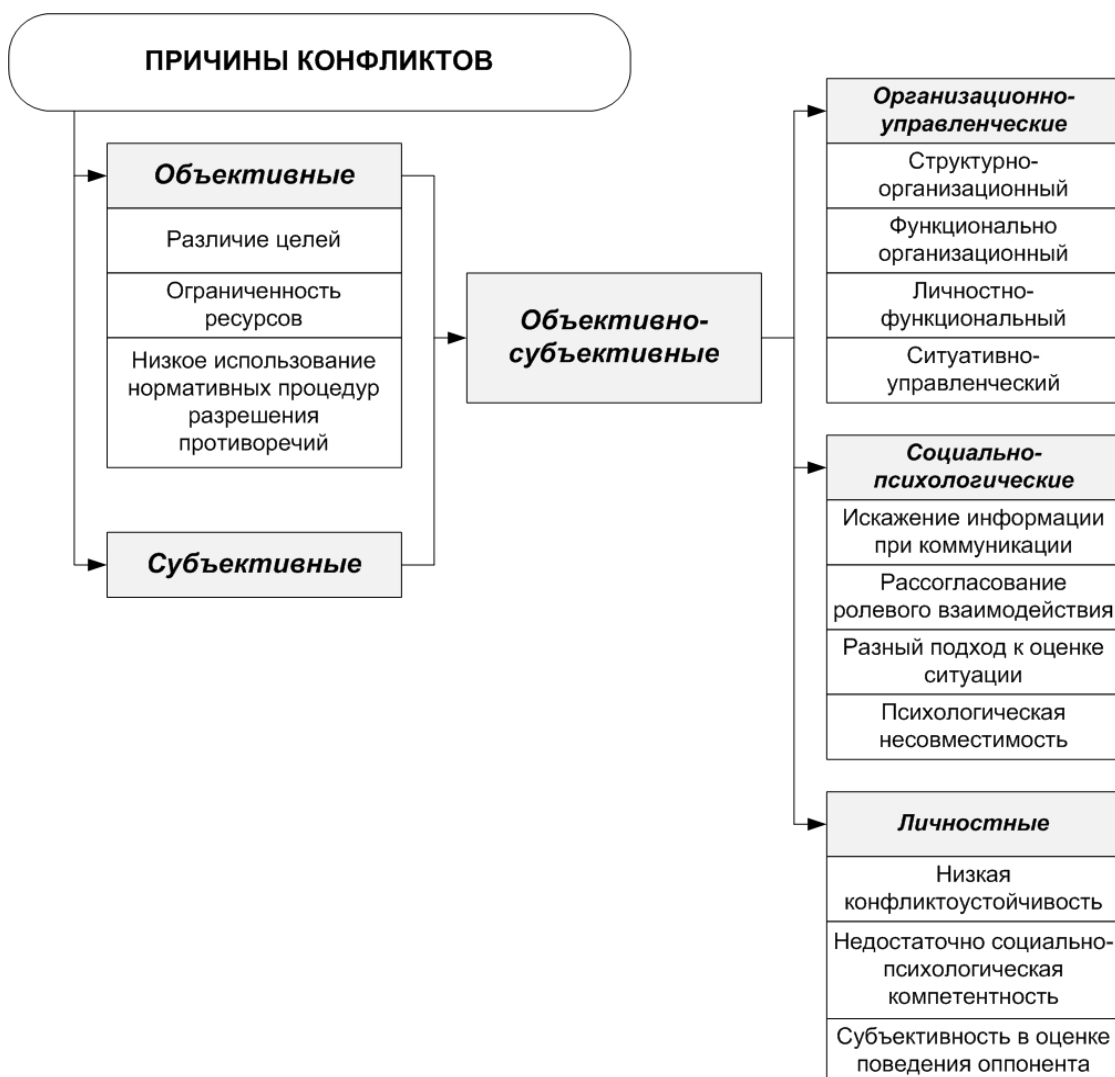 ПРИЧИНЫ КОНФЛИКТОВ
Объективные
Различие целей
Ограниченность
ресурсов
Низкое использование
нормативных процедур
разрешения
противоречий
Субъективные
Объективно-
субъективные
Организационно-
управленческие
Структурно-
организационный
Функционально
организационный
Личностно-
функциональный
Ситуативно-
управленческий
Социально-
психологические
Искажение информации
при коммуникации
Рассогласование
ролевого взаимодействия
Разный подход к оценке
ситуации
Психологическая
несовместимость
Личностные
Низкая
конфликтоустойчивость
Недостаточно социально-
психологическая
компетентность
Субъективность в оценке
поведения оппонента